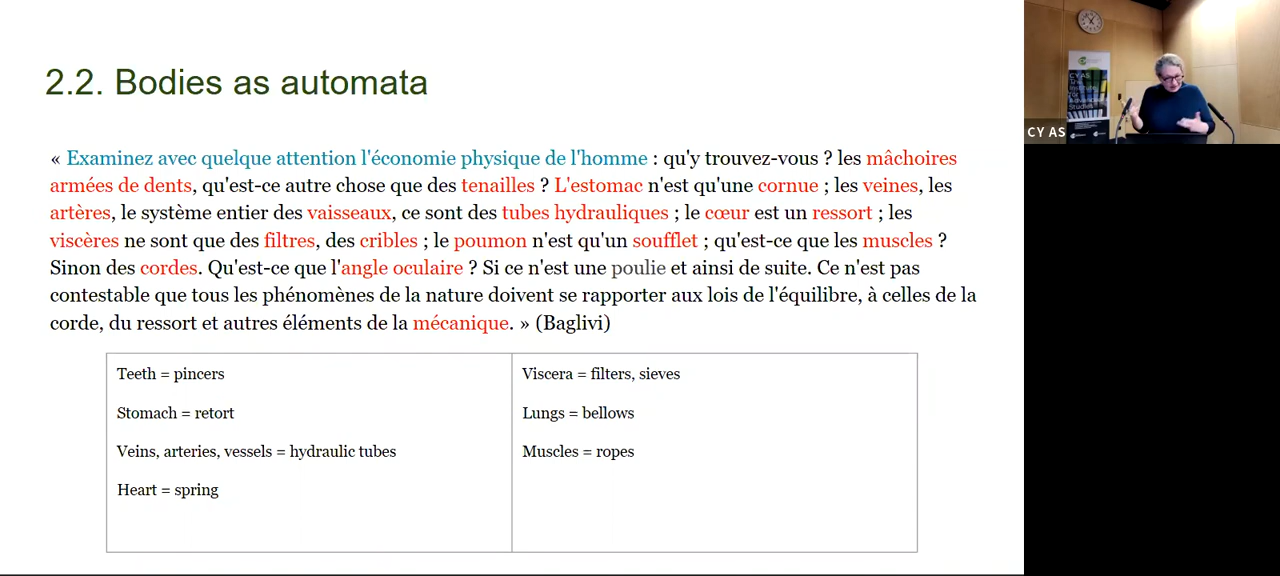 2.2. Bodies as automata
« Examinez avec quelque attention l'économie physique de l'homme : qu'y trouvez-vous ? les mâchoires
armées de dents, qu'est-ce autre chose que des tenailles ? L'estomac n'est qu'une cornue ; les veines, les
artères, le système entier des vaisseaux, ce sont des tubes hydrauliques ; le cœur est un ressort ; les
viscères ne sont que des filtres, des cribles ; le poumon n'est qu'un soufflet ; qu'est-ce que les muscles ?
Sinon des cordes. Qu'est-ce que l'angle oculaire ? Si ce n'est une poulie et ainsi de suite. Ce n'est pas
contestable que tous les phénomènes de la nature doivent se rapporter aux lois de l'équilibre, à celles de la
corde, du ressort et autres éléments de la mécanique. » (Baglivi)
Teeth = pincers
Stomach = retort
Veins, arteries, vessels = hydraulic tubes
Heart = spring
Viscera = filters, sieves
Lungs = bellows
Muscles = ropes
CY AS
The
Institute
for
Advanced
Studies
CY AS